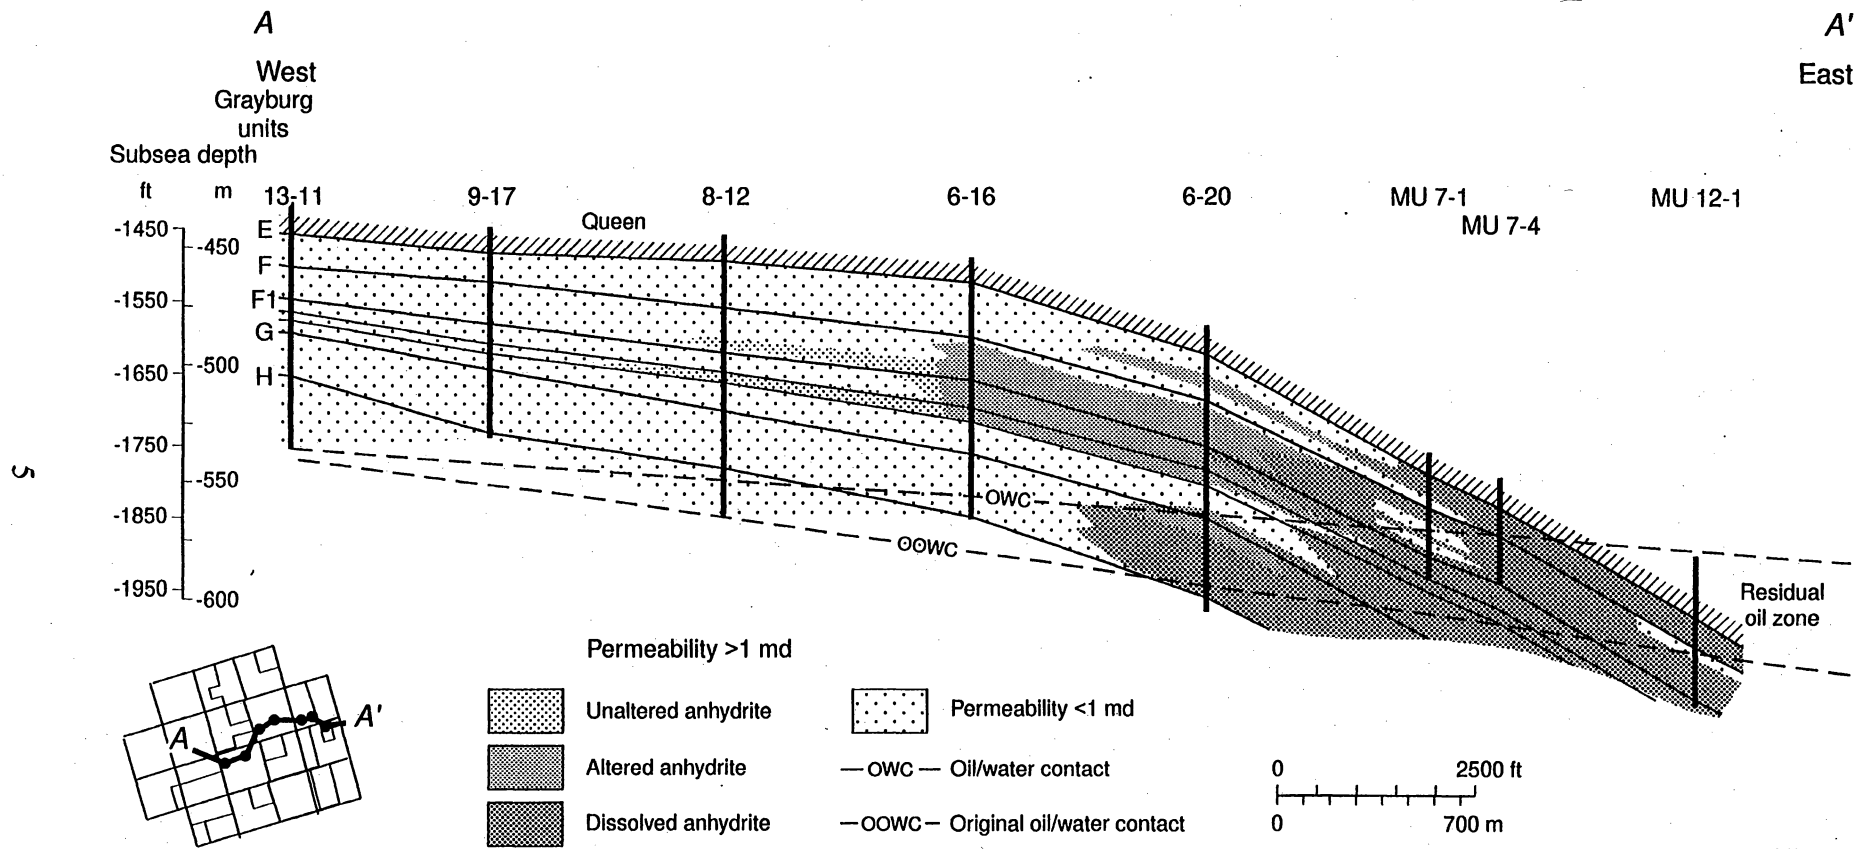 A
A'
West
East
Grayburg
units
Subsea depth
ft
m
13-11
9-17
8-12
6-16
6-20
MU 7-1
MU 12-1
MU 7-4
Queen
-1450
-1550
-1650
-1750
-1850
-1950
-450
-500
-550
-600
E
F
F1
G
H
OWC
OOWC
Residual
oil zone
5
A
A'
Permeability >1 md
Unaltered anhydrite
Altered anhydrite
Dissolved anhydrite
Permeability <1 md
— OWC — Oil/water contact
— OOWC — Original oil/water contact
0
2500 ft
0
700 m